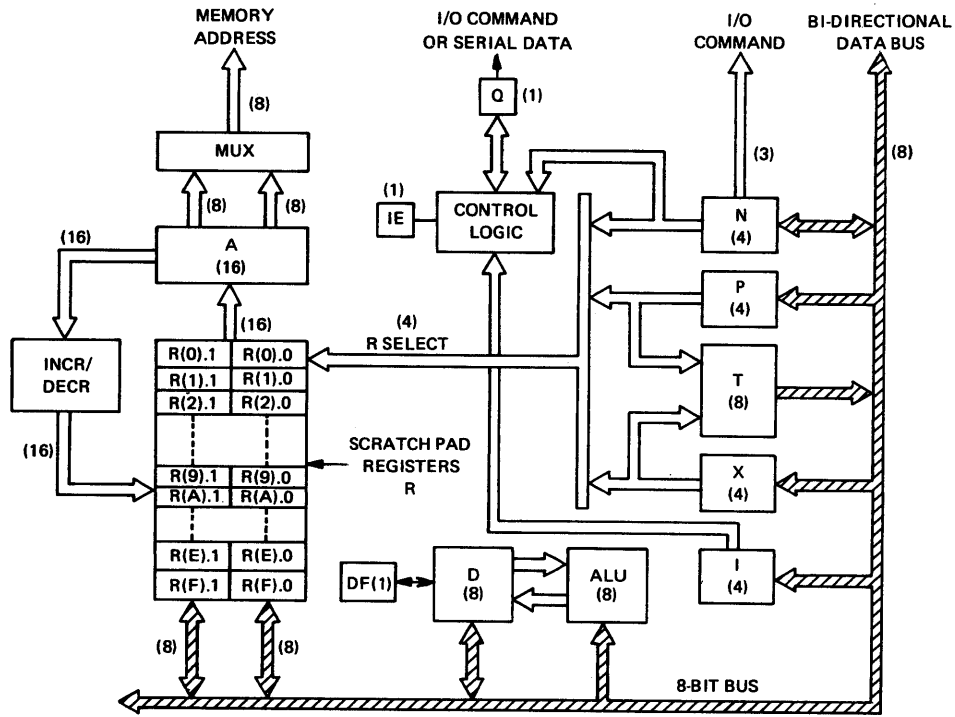 MEMORY
ADDRESS
I/O COMMAND
OR SERIAL DATA
I/O
COMMAND
BI-DIRECTIONAL
DATA BUS
(8)
Q
(1)
MUX
(3)
(8)
(8)
(8)
(1)
IE
CONTROL
LOGIC
N
(4)
(16)
A
(16)
P
(4)
(16)
(4)
R SELECT
INCR/
DECR
R(0).1
R(0).0
R(1).1
R(1).0
R(2).1
R(2).0
T
(8)
(16)
SCRATCH PAD
REGISTERS
R
R(9).1
R(9).0
R(A).1
R(A).0
X
(4)
R(E).1
R(E).0
R(F).1
R(F).0
DF(1)
D
(8)
ALU
(8)
I
(4)
(8)
(8)
8-BIT BUS